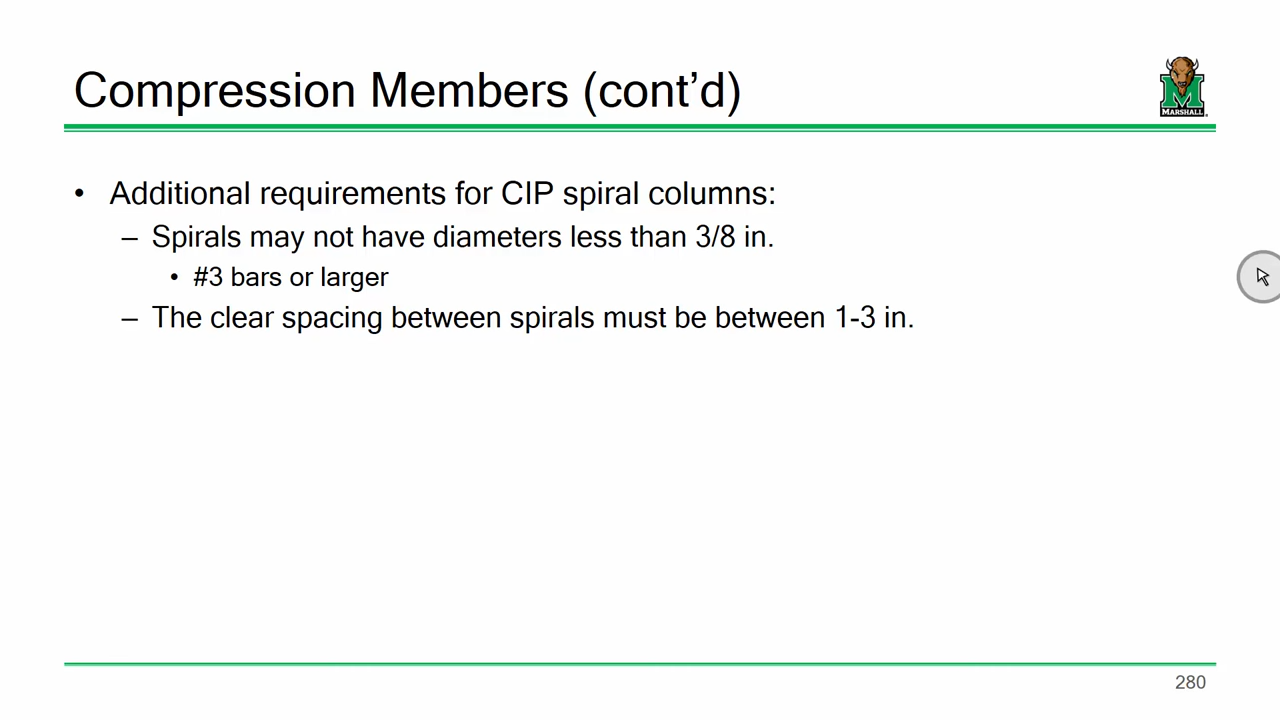 Compression Members (cont’d)
MARSHALL
• Additional requirements for CIP spiral columns:
– Spirals may not have diameters less than 3/8 in.
• #3 bars or larger
– The clear spacing between spirals must be between 1-3 in.
280